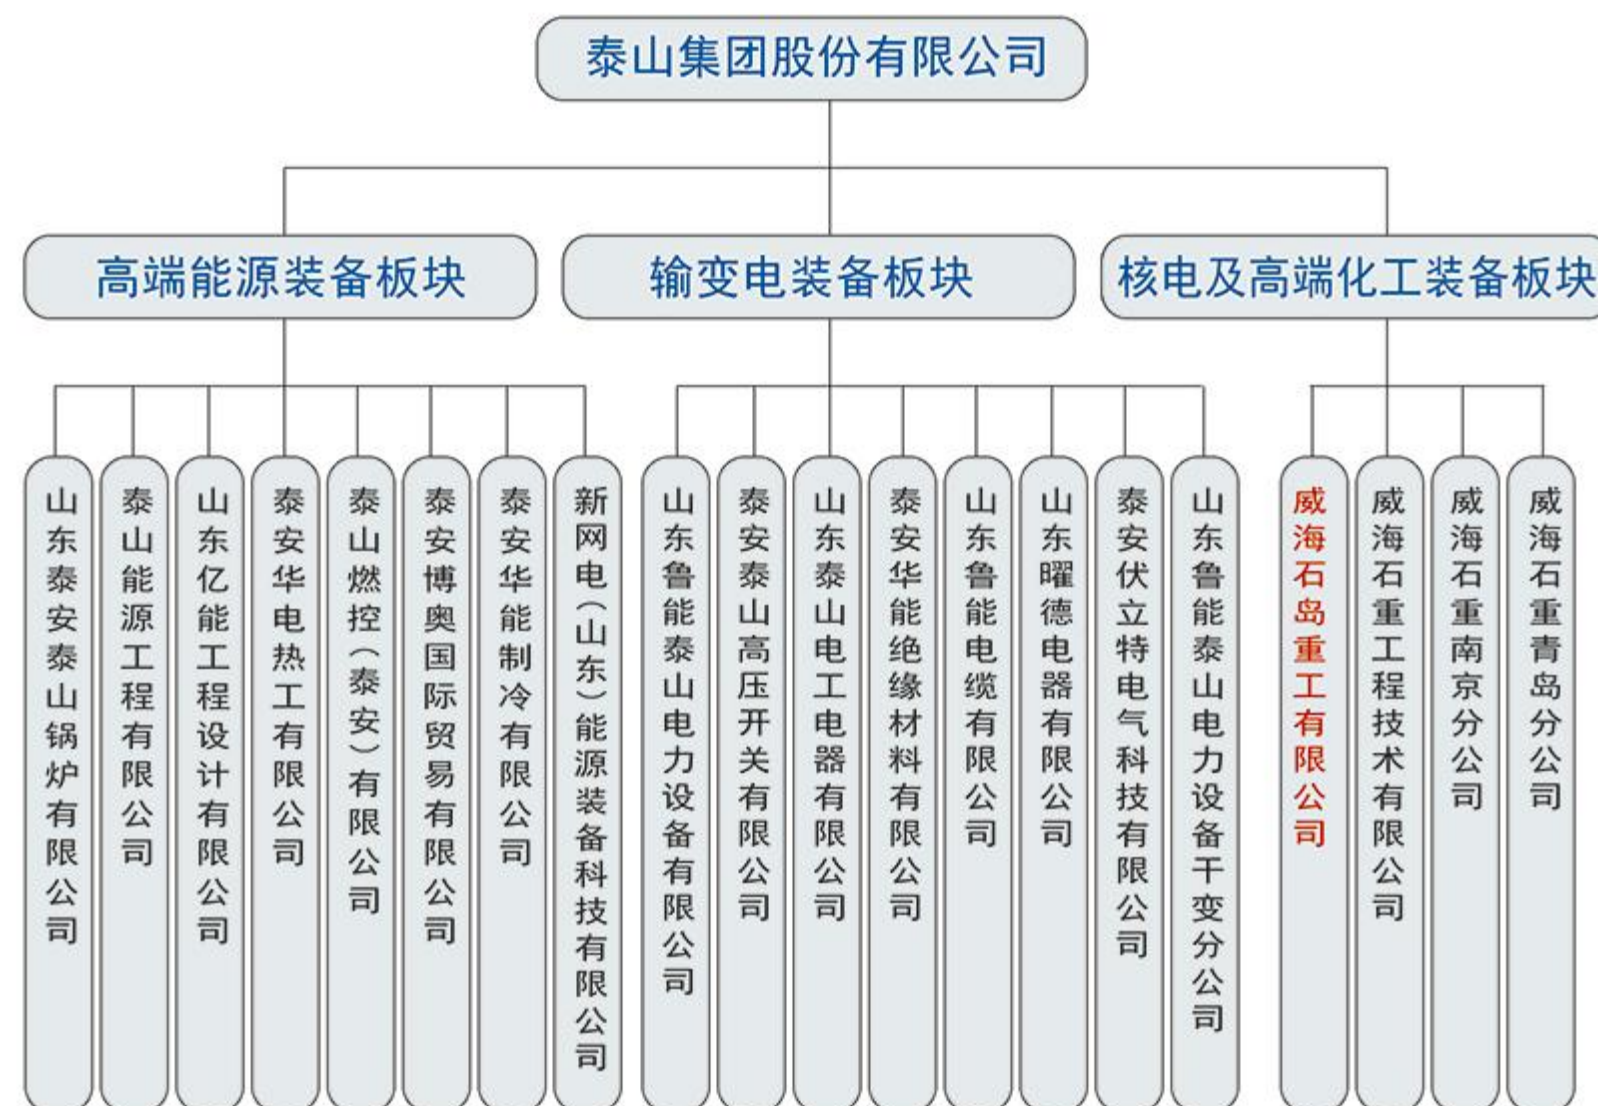 泰山集团股份有限公司
高端能源装备板块
输变电装备板块
核电及高端化工装备板块
山东泰安泰山锅炉有限公司
泰山能源工程有限公司
山东亿能工程设计有限公司
泰安华电热工有限公司
泰山燃控(泰安)有限公司
泰安博奥国际贸易有限公司
泰安华能制冷有限公司
新网电(山东)能源装备科技有限公司
山东鲁能泰山电力设备有限公司
泰安泰山高压开关有限公司
山东泰山电工电器有限公司
泰安华能绝缘材料有限公司
山东鲁能电缆有限公司
山东曜德电器有限公司
泰安伏立特电气科技有限公司
山东鲁能泰山电力设备干变分公司
威海石岛重工有限公司
威海石重工程技术有限公司
威海石重南京分公司
威海石重青岛分公司